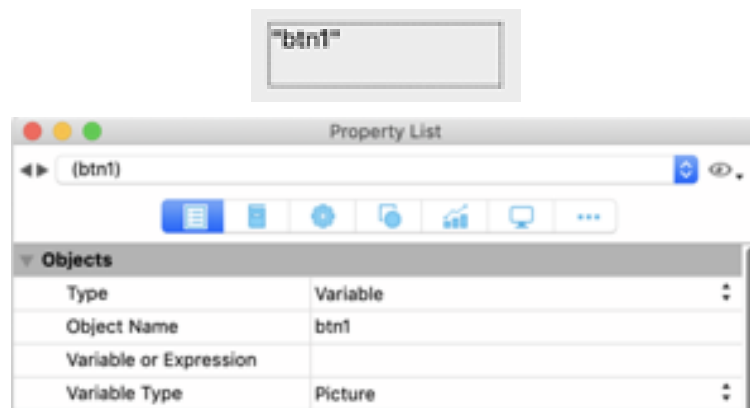 "btn1"
Property List
(btn1)
Objects
Type Variable
Object Name btn1
Variable or Expression
Variable Type Picture